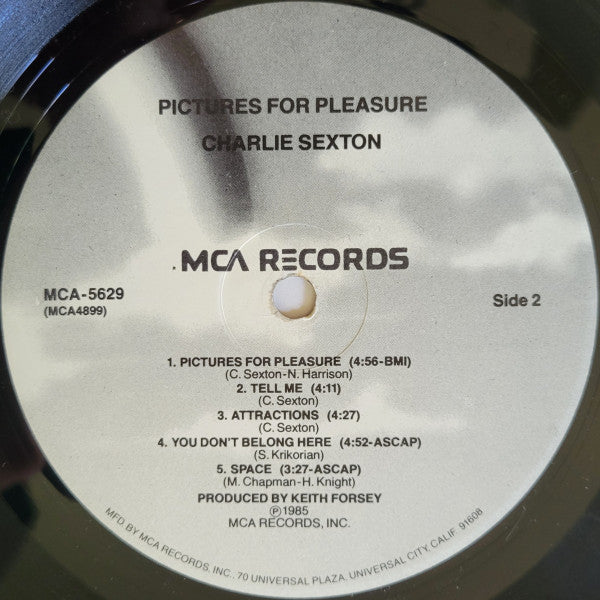 PICTURES FOR PLEASURE
CHARLIE SEXTON
MCA RECORDS
MCA-5629
(MCA4899)
Side 2
1. PICTURES FOR PLEASURE (4:56-BMI)
(C. Sexton-N. Harrison)
2. TELL ME (4:11)
(C. Sexton)
3. ATTRACTIONS (4:27)
(C. Sexton)
4. YOU DON'T BELONG HERE (4:52-ASCAP)
(S. Krikorian)
5. SPACE (3:27-ASCAP)
(M. Chapman-H. Knight)
PRODUCED BY KEITH FORSEY
℗1985
MCA RECORDS, INC.
MFD. BY MCA RECORDS, INC., 70 UNIVERSAL PLAZA, UNIVERSAL CITY, CALIF. 91608